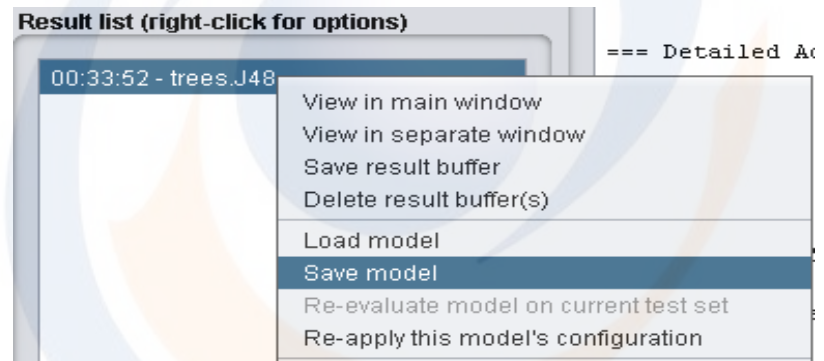 Result list (right-click for options)
=== Detailed Ac
00:33:52 - trees.J48
View in main window
View in separate window
Save result buffer
Delete result buffer(s)
Load model
Save model
Re-evaluate model on current test set
Re-apply this model's configuration